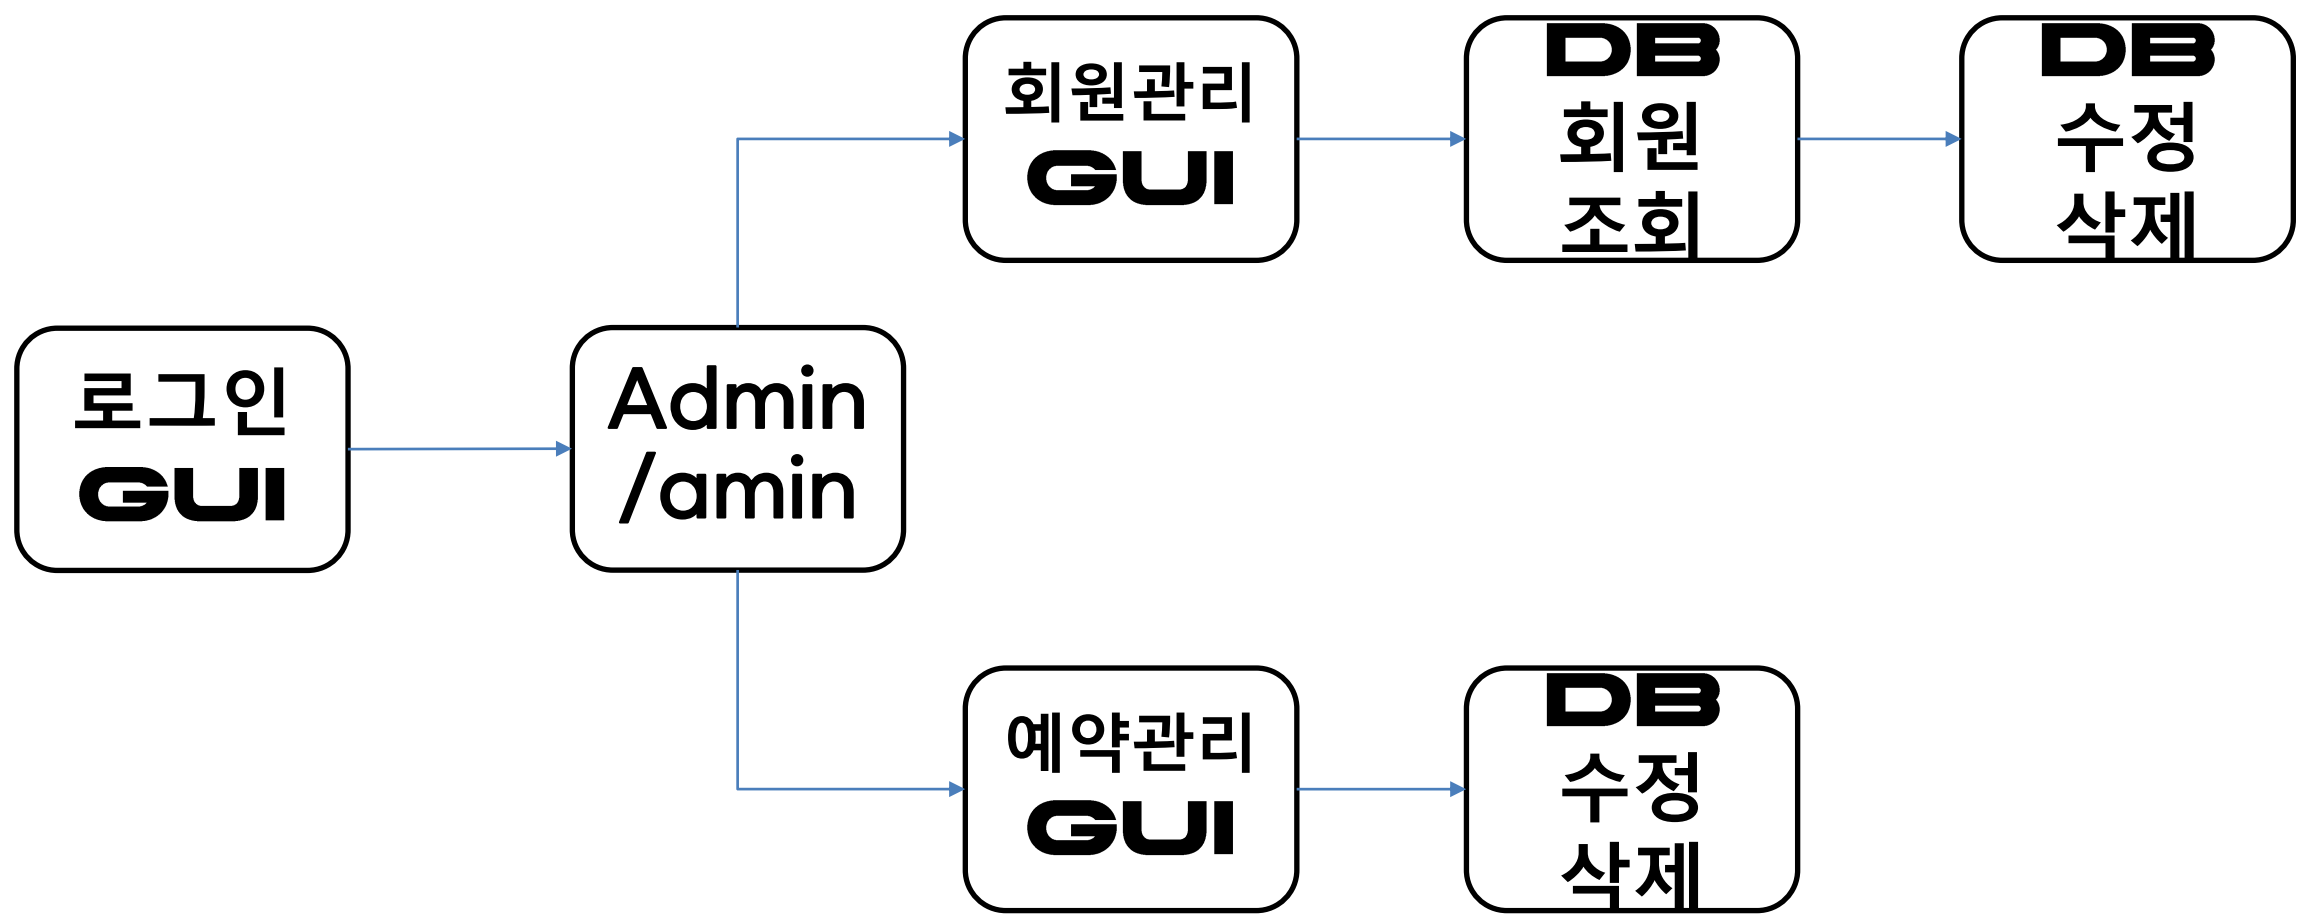 회원관리
GUI
DB
회원
조회
DB
수정
삭제
로그인
GUI
Admin
/amin
예약관리
GUI
DB
수정
삭제